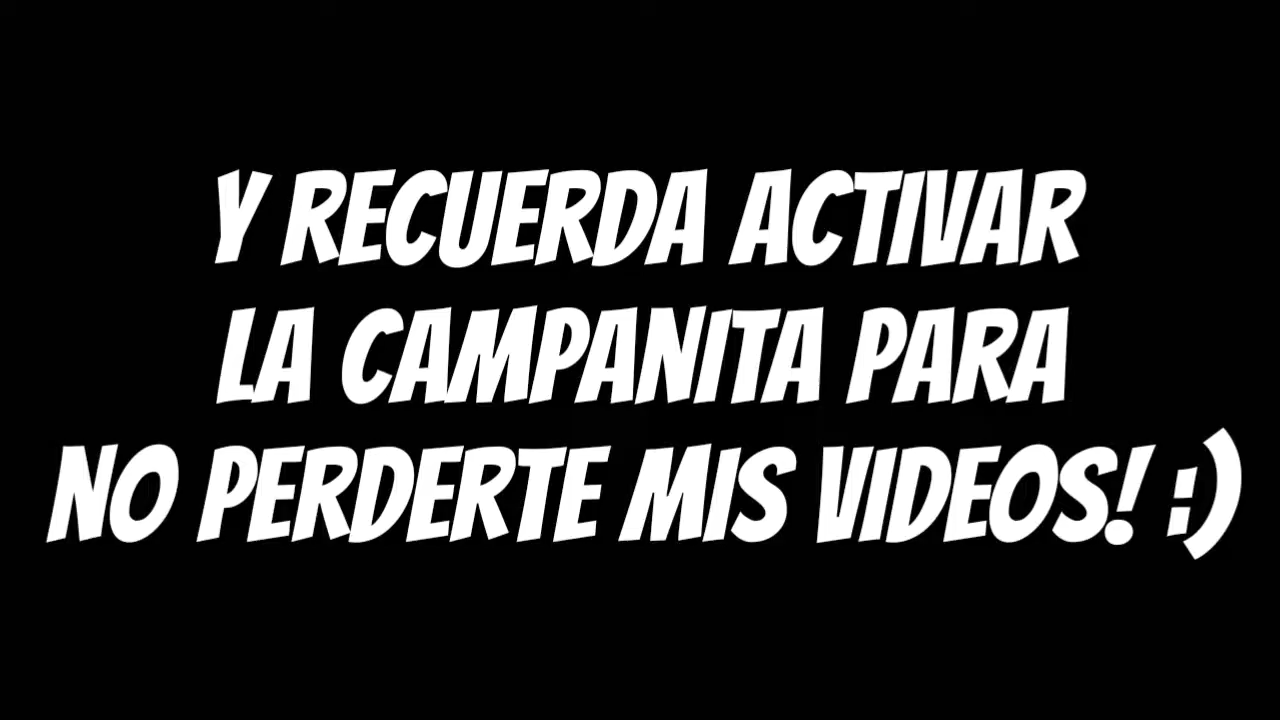 Y RECUERDA ACTIVAR
LA CAMPANITA PARA
NO PERDERTE MIS VIDEOS! :)